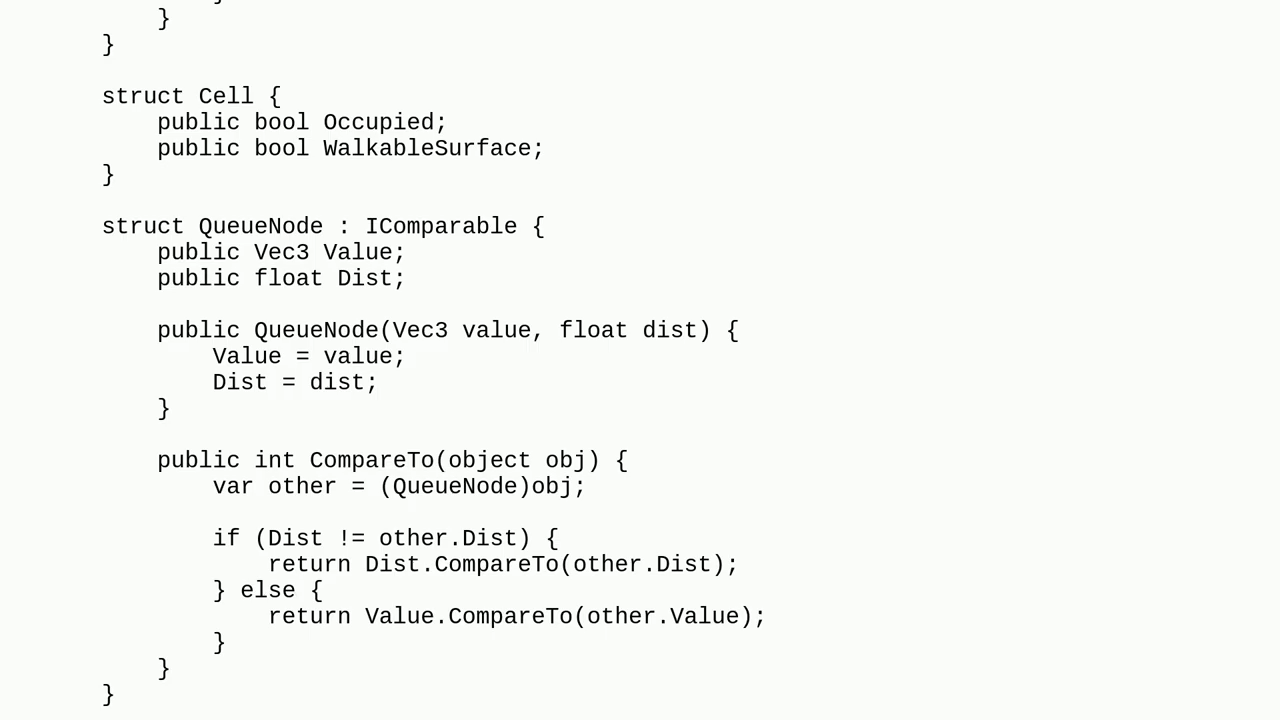 }
}
}
struct Cell {
public bool Occupied;
public bool WalkableSurface;
}
struct QueueNode : IComparable {
public Vec3 Value;
public float Dist;
public QueueNode(Vec3 value, float dist) {
Value = value;
Dist = dist;
}
public int CompareTo(object obj) {
var other = (QueueNode)obj;
if (Dist != other.Dist) {
return Dist.CompareTo(other.Dist);
} else {
return Value.CompareTo(other.Value);
}
}
}